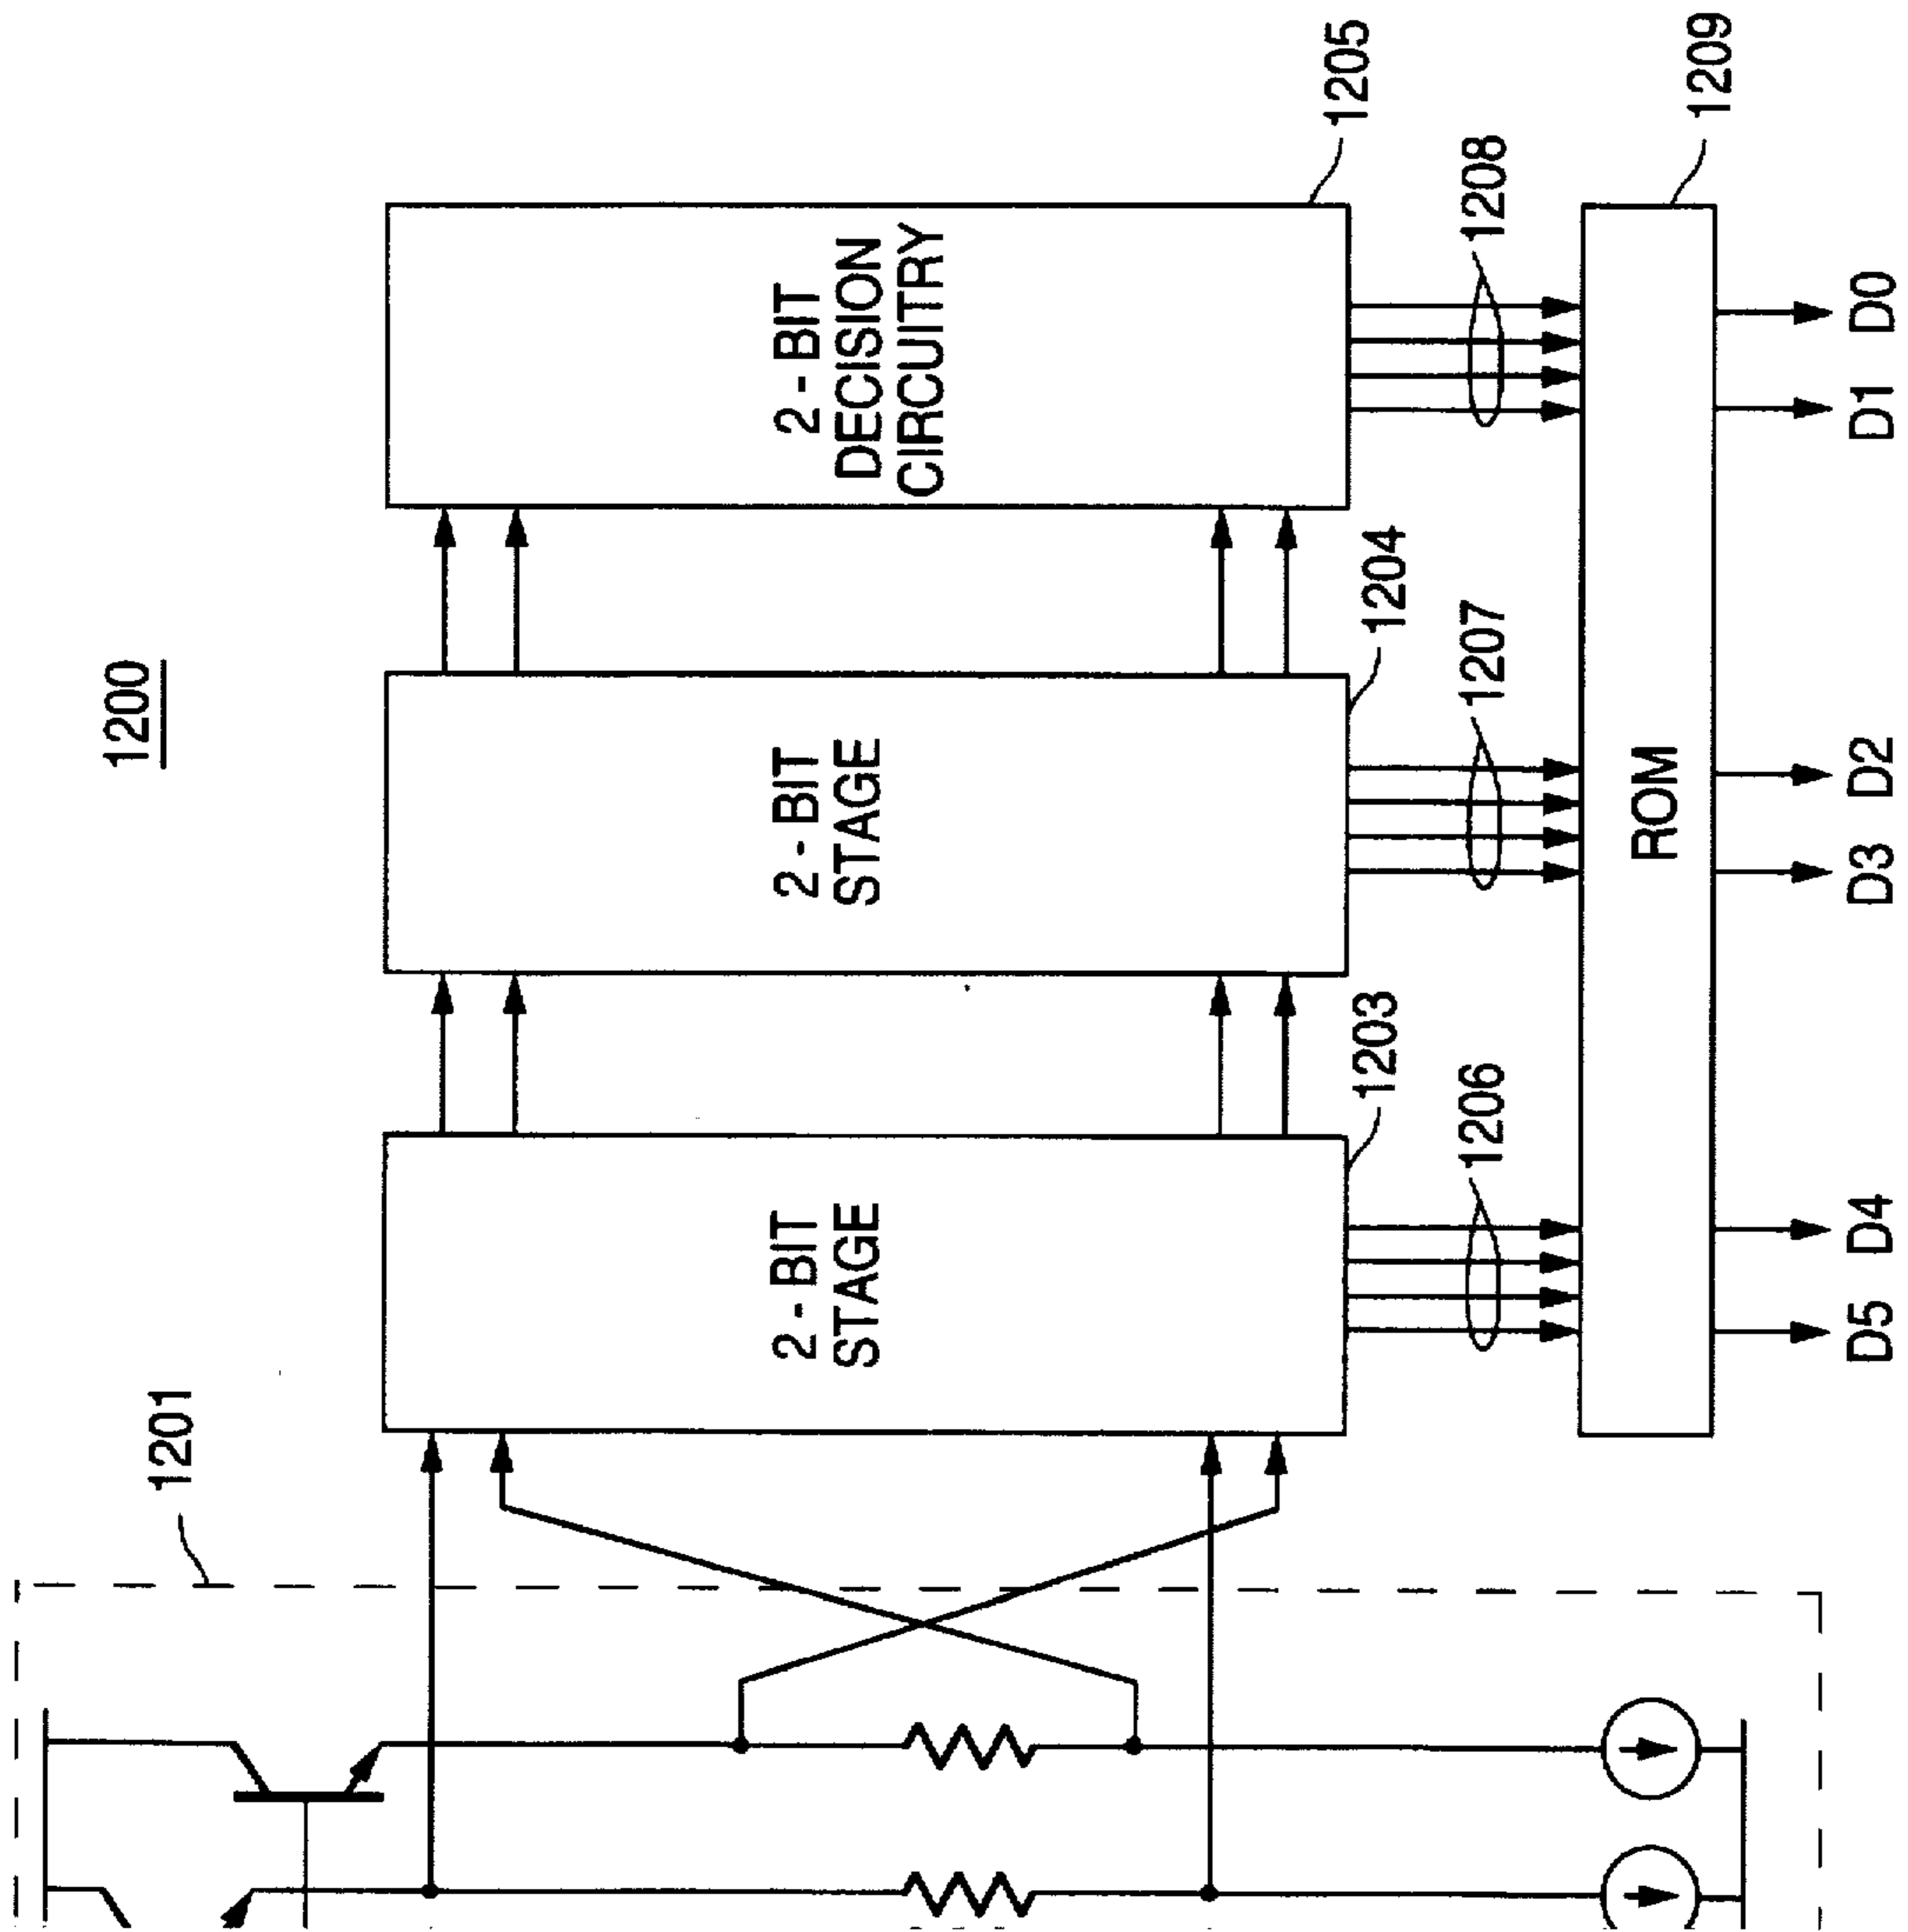 1200
1201
2 - BIT
STAGE
2 - BIT
STAGE
2 - BIT
DECISION
CIRCUITRY
1203
1204
1205
1206
1207
1208
ROM
1209
D5
D4
D3
D2
D1
D0